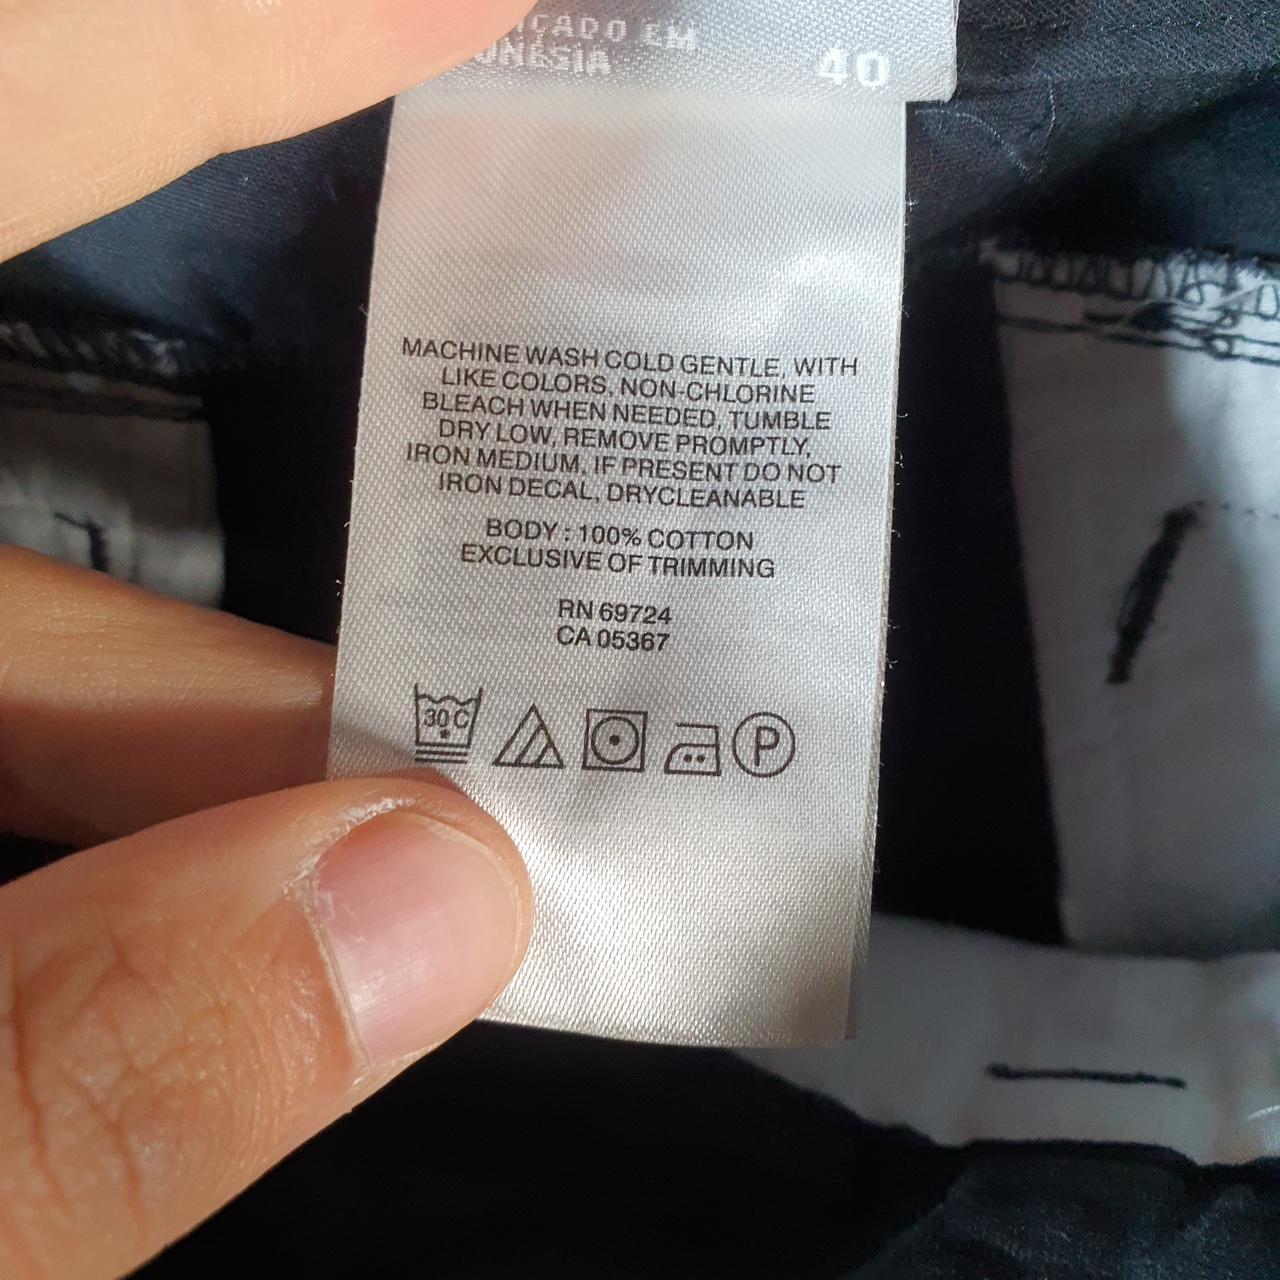 EM
40
MACHINE WASH COLD GENTLE, WITH
LIKE COLORS, NON-CHLORINE
BLEACH WHEN NEEDED, TUMBLE
DRY LOW, REMOVE PROMPTLY,
IRON MEDIUM, IF PRESENT DO NOT
IRON DECAL, DRYCLEANABLE
BODY : 100% COTTON
EXCLUSIVE OF TRIMMING
RN 69724
CA 05367
30 C
P